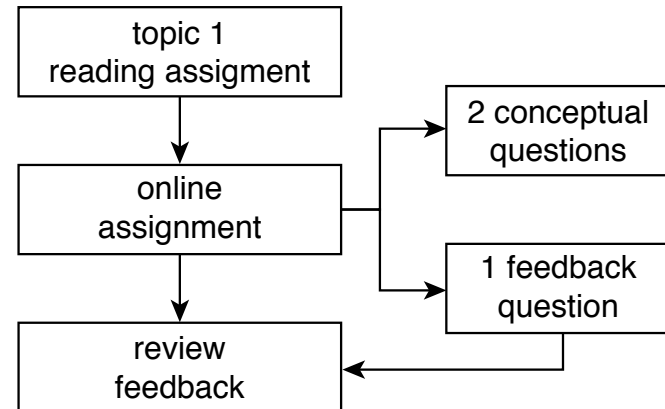 topic 1
reading assigment
online
assignment
2 conceptual
questions
1 feedback
question
review
feedback